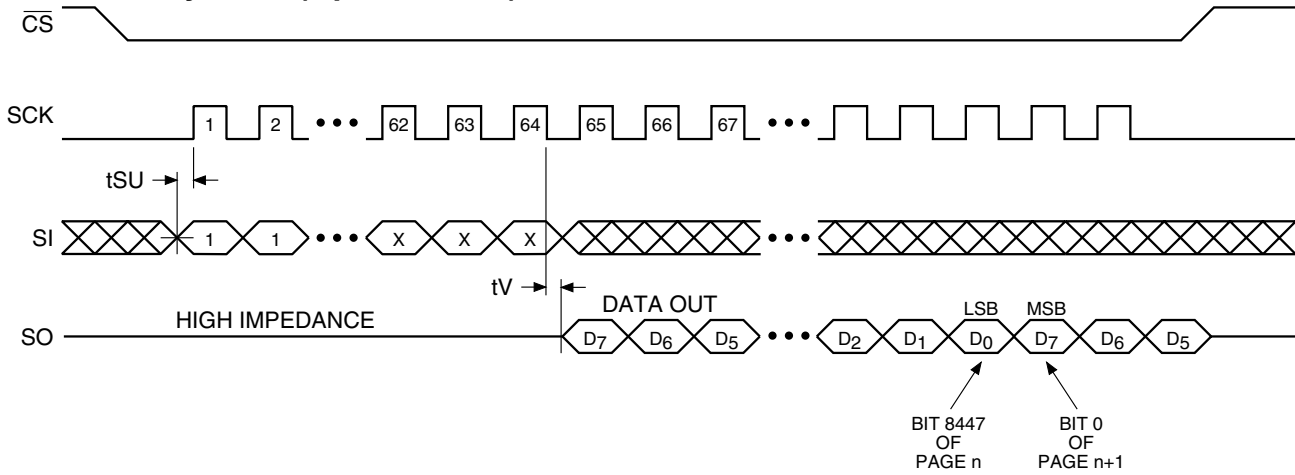 CS
SCK
1 2 ••• 62 63 64 65 66 67 •••
tSU
SI
1 1 ••• X X X •••
tV
DATA OUT
HIGH IMPEDANCE
LSB MSB
SO
D7 D6 D5 ••• D2 D1 D0 D7 D6 D5
BIT 8447
OF
PAGE n
BIT 0
OF
PAGE n+1